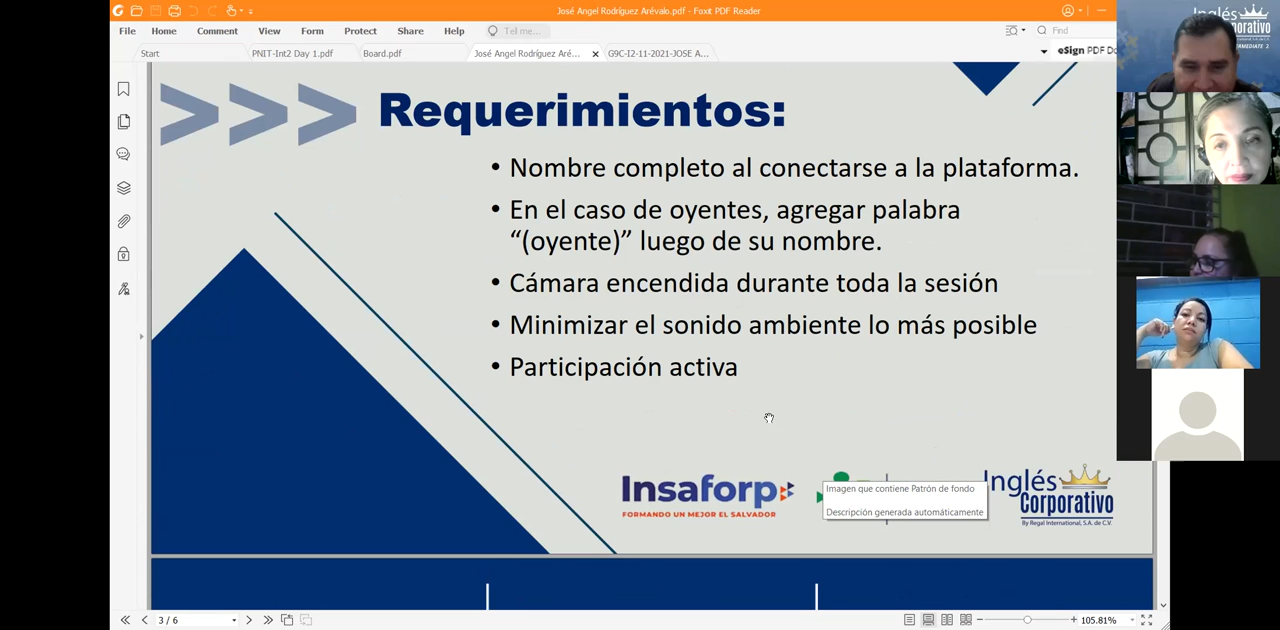 José Angel Rodríguez Arévalo.pdf - Foxit PDF Reader
File Home Comment View Form Protect Share Help Tell me... Find
Start PNIT-Int2 Day 1.pdf Board.pdf José Angel Rodríguez Aré... G9C-I2-11-2021-JOSE A... eSign PDF Do
Requerimientos:
• Nombre completo al conectarse a la plataforma.
• En el caso de oyentes, agregar palabra
“(oyente)” luego de su nombre.
• Cámara encendida durante toda la sesión
• Minimizar el sonido ambiente lo más posible
• Participación activa
Insaforp
FORMANDO UN MEJOR EL SALVADOR
Imagen que contiene Patrón de fondo
Descripción generada automáticamente
Inglés
Corporativo
By Regal International, S.A. de C.V.
Inglés
orporativo
3 / 6
105.81%